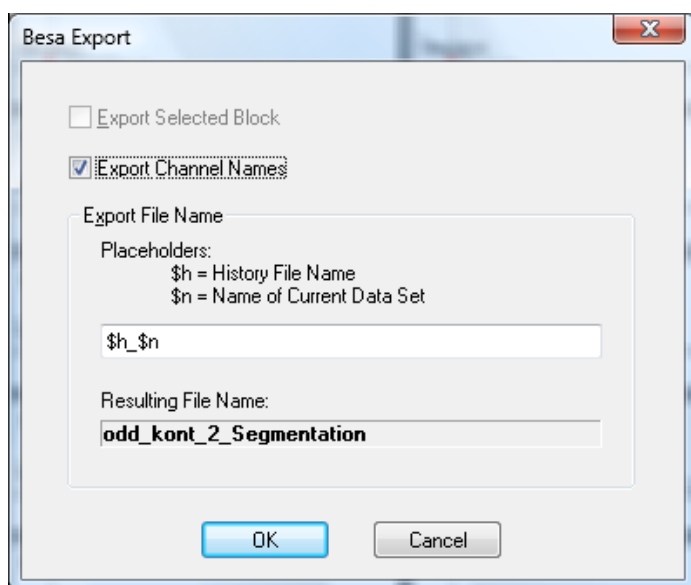 Besa Export
Export Selected Block
Export Channel Names
Export File Name
Placeholders:
$h = History File Name
$n = Name of Current Data Set
$h_$n
Resulting File Name:
odd_kont_2_Segmentation
OK
Cancel